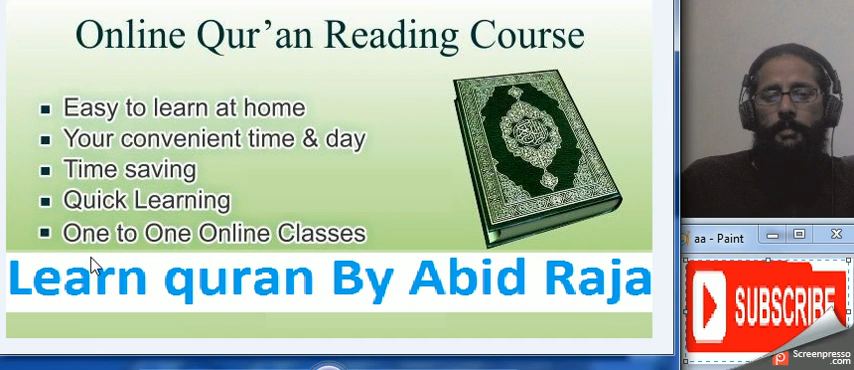 Online Qur’an Reading Course
Easy to learn at home
Your convenient time & day
Time saving
Quick Learning
One to One Online Classes
Learn quran By Abid Raja
aa - Paint
SUBSCRIBE
Screenpresso
.com